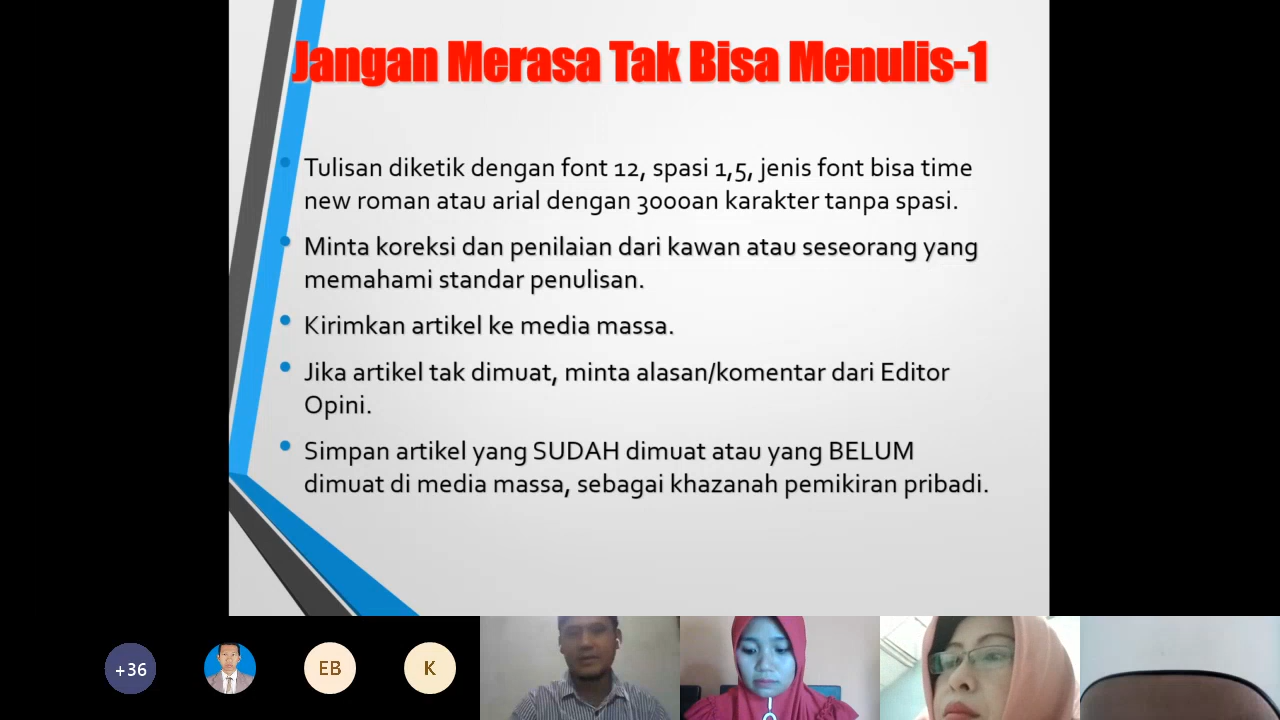 Jangan Merasa Tak Bisa Menulis-1
Tulisan diketik dengan font 12, spasi 1,5, jenis font bisa time
new roman atau arial dengan 3000an karakter tanpa spasi.
Minta koreksi dan penilaian dari kawan atau seseorang yang
memahami standar penulisan.
Kirimkan artikel ke media massa.
Jika artikel tak dimuat, minta alasan/komentar dari Editor
Opini.
Simpan artikel yang SUDAH dimuat atau yang BELUM
dimuat di media massa, sebagai khazanah pemikiran pribadi.
+36
EB
K